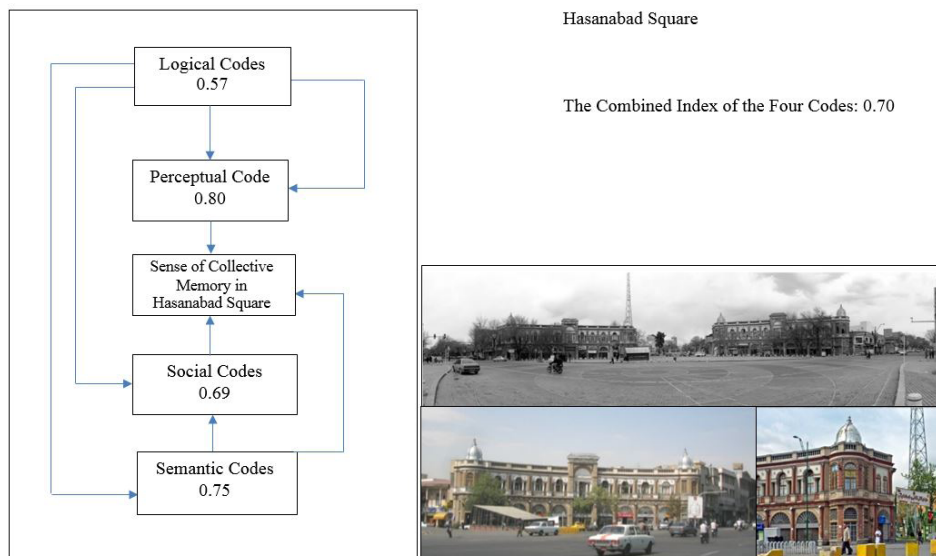 Logical Codes
0.57
Perceptual Code
0.80
Sense of Collective
Memory in
Hasanabad Square
Social Codes
0.69
Semantic Codes
0.75
Hasanabad Square
The Combined Index of the Four Codes: 0.70